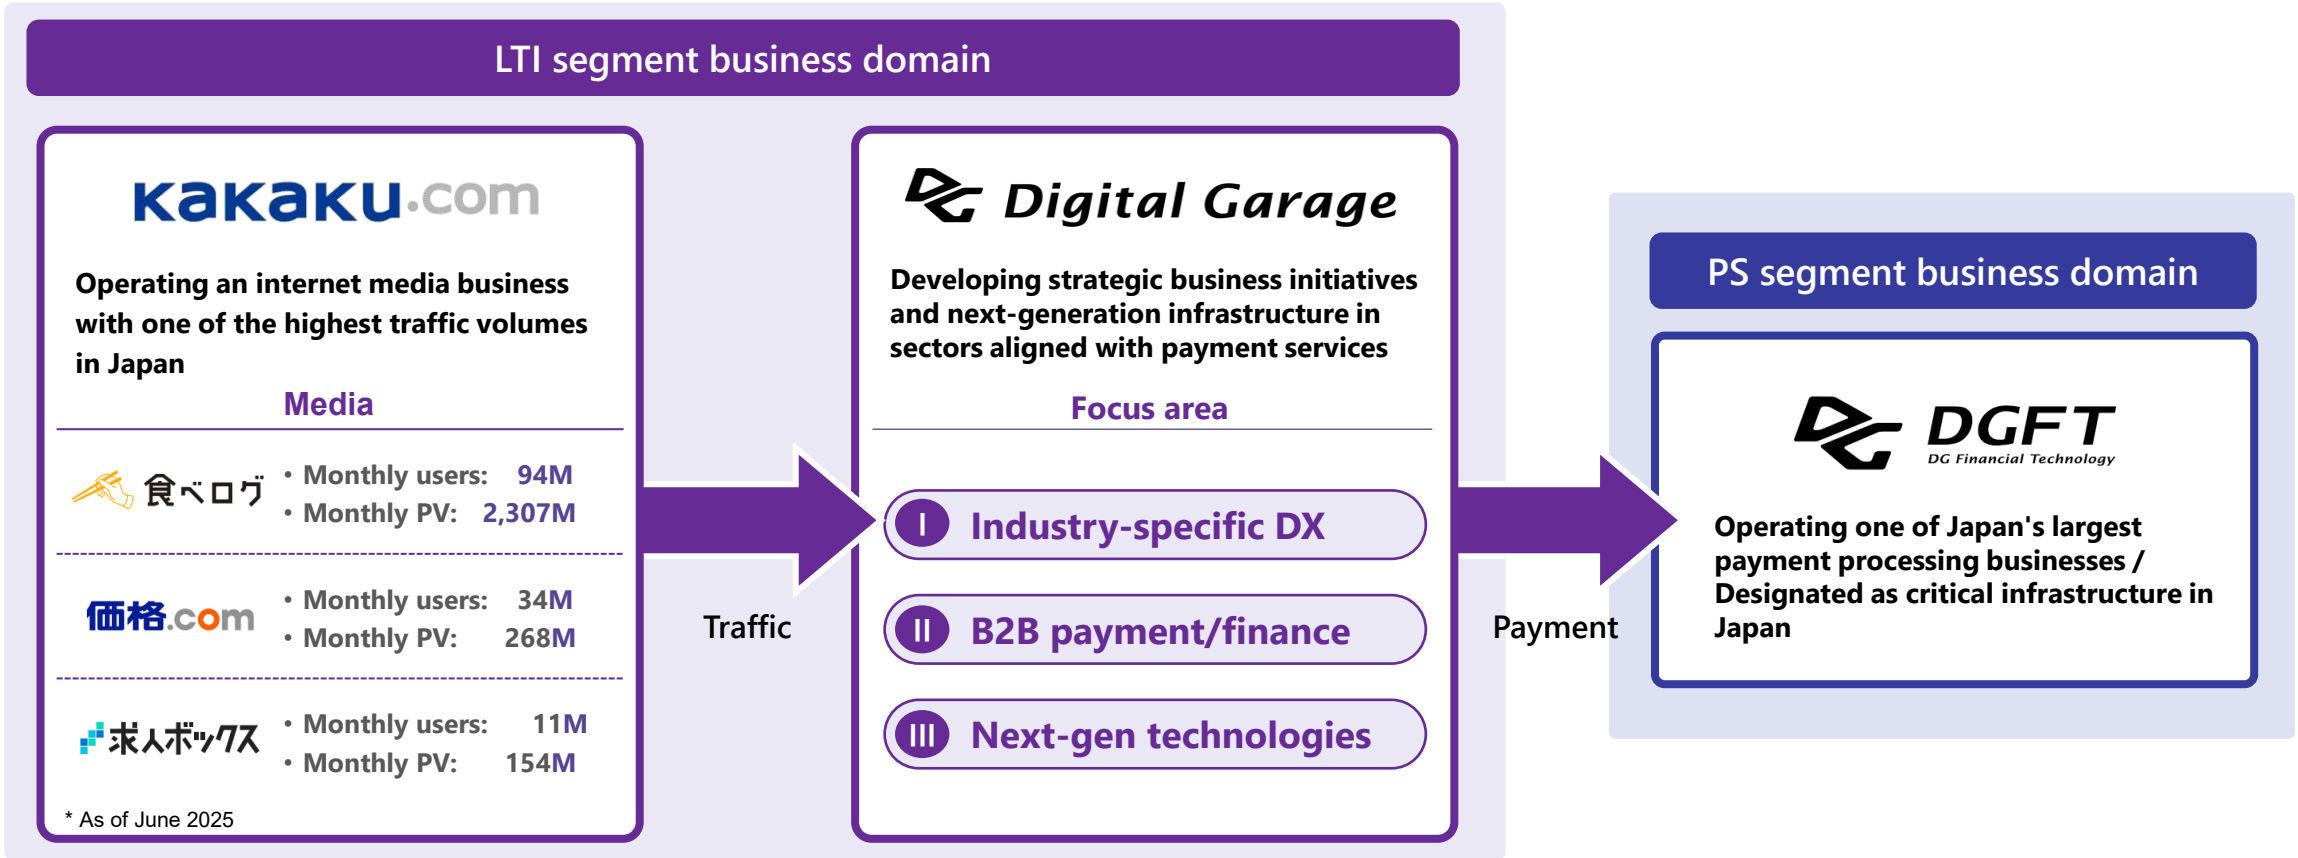 LTI segment business domain
kakaku.com
Operating an internet media business
with one of the highest traffic volumes
in Japan
Media
食べログ
・Monthly users: 94M
・Monthly PV: 2,307M
価格.com
・Monthly users: 34M
・Monthly PV: 268M
求人ボックス
・Monthly users: 11M
・Monthly PV: 154M
* As of June 2025
Traffic
DG Digital Garage
Developing strategic business initiatives
and next-generation infrastructure in
sectors aligned with payment services
Focus area
I Industry-specific DX
II B2B payment/finance
III Next-gen technologies
Payment
PS segment business domain
DG DGFT
DG Financial Technology
Operating one of Japan's largest
payment processing businesses /
Designated as critical infrastructure in
Japan